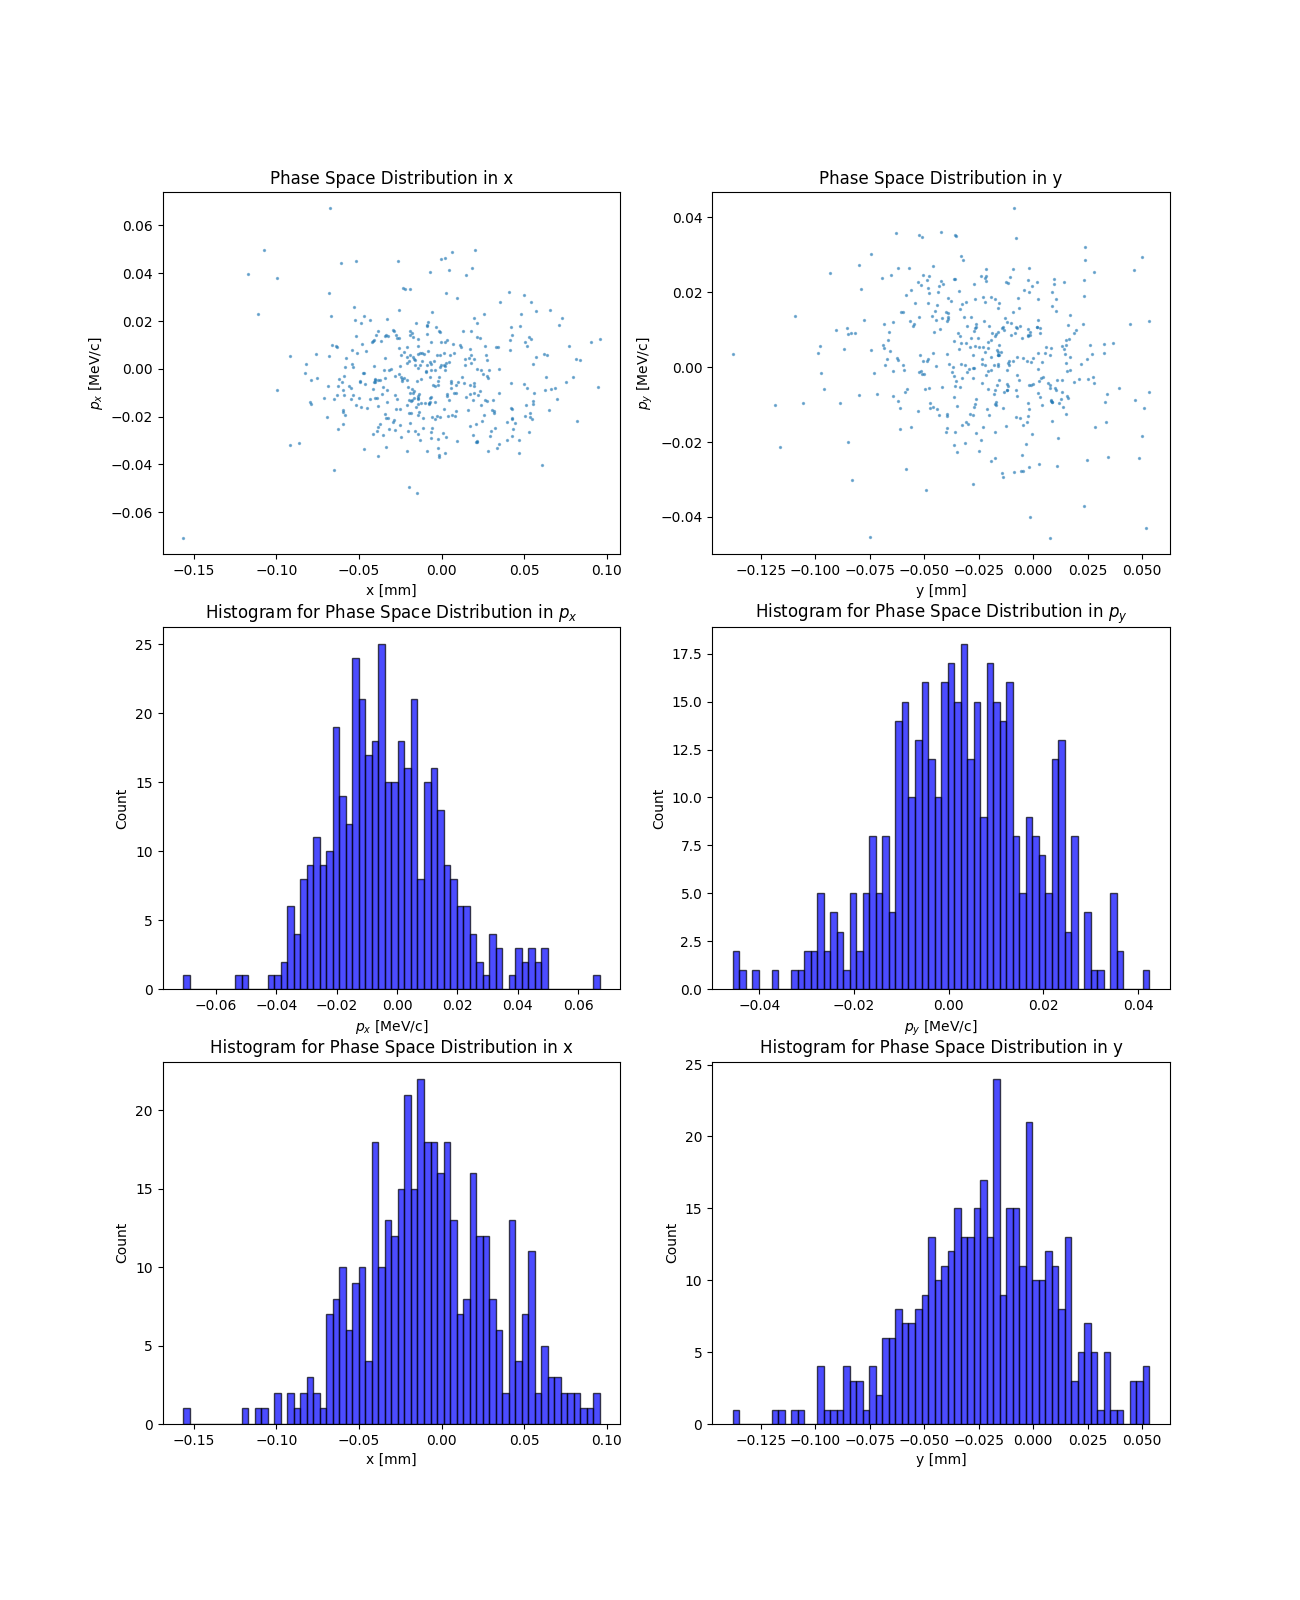 Phase Space Distribution in x
0.06
0.04
0.02
0.00
−0.02
−0.04
−0.06
p_x [MeV/c]
−0.15 −0.10 −0.05 0.00 0.05 0.10
x [mm]
Phase Space Distribution in y
0.04
0.02
0.00
−0.02
−0.04
p_y [MeV/c]
−0.125 −0.100 −0.075 −0.050 −0.025 0.000 0.025 0.050
y [mm]
Histogram for Phase Space Distribution in p_x
25
20
15
10
5
0
Count
−0.06 −0.04 −0.02 0.00 0.02 0.04 0.06
p_x [MeV/c]
Histogram for Phase Space Distribution in p_y
17.5
15.0
12.5
10.0
7.5
5.0
2.5
0.0
Count
−0.04 −0.02 0.00 0.02 0.04
p_y [MeV/c]
Histogram for Phase Space Distribution in x
20
15
10
5
0
Count
−0.15 −0.10 −0.05 0.00 0.05 0.10
x [mm]
Histogram for Phase Space Distribution in y
25
20
15
10
5
0
Count
−0.125 −0.100 −0.075 −0.050 −0.025 0.000 0.025 0.050
y [mm]